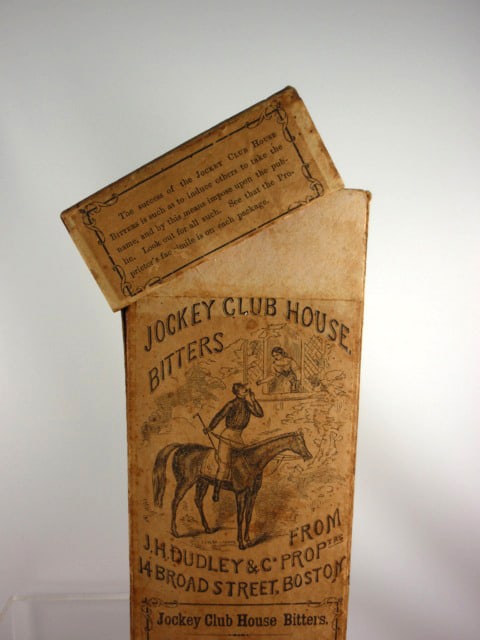 The success of the JOCKEY CLUB HOUSE
BITTERS is such as to induce others to take the
name, and by this means impose upon the pub-
lic. Look out for all such. See that the Pro-
prietor's fac simile is on each package.
JOCKEY CLUB HOUSE.
BITTERS
FROM
J.H.DUDLEY & Co PROPTRS
14 BROAD STREET, BOSTON
Jockey Club House Bitters.